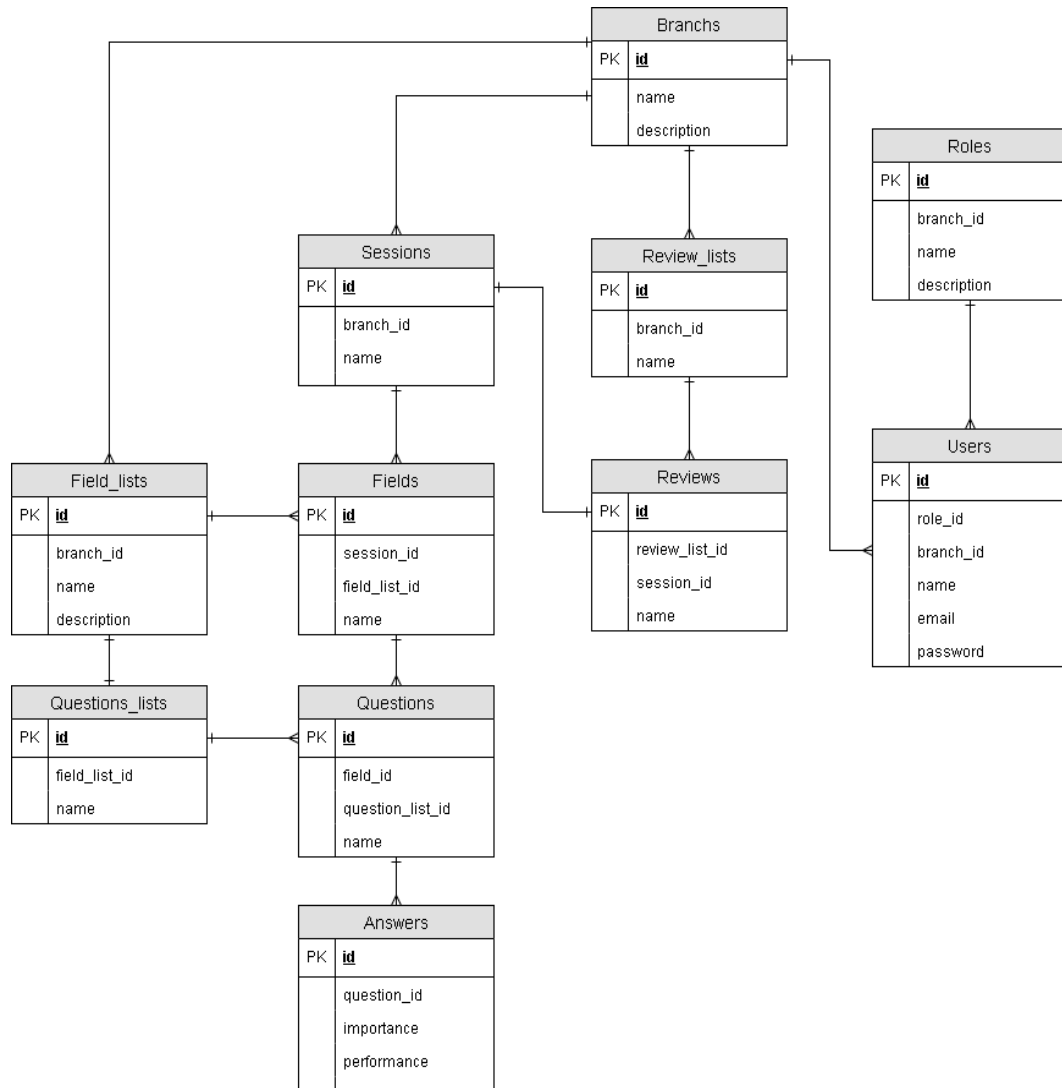 Branchs
PK id
name
description
Roles
PK id
branch_id
name
description
Sessions
PK id
branch_id
name
Review_lists
PK id
branch_id
name
Users
PK id
role_id
branch_id
name
email
password
Field_lists
PK id
branch_id
name
description
Fields
PK id
session_id
field_list_id
name
Reviews
PK id
review_list_id
session_id
name
Questions_lists
PK id
field_list_id
name
Questions
PK id
field_id
question_list_id
name
Answers
PK id
question_id
importance
performance